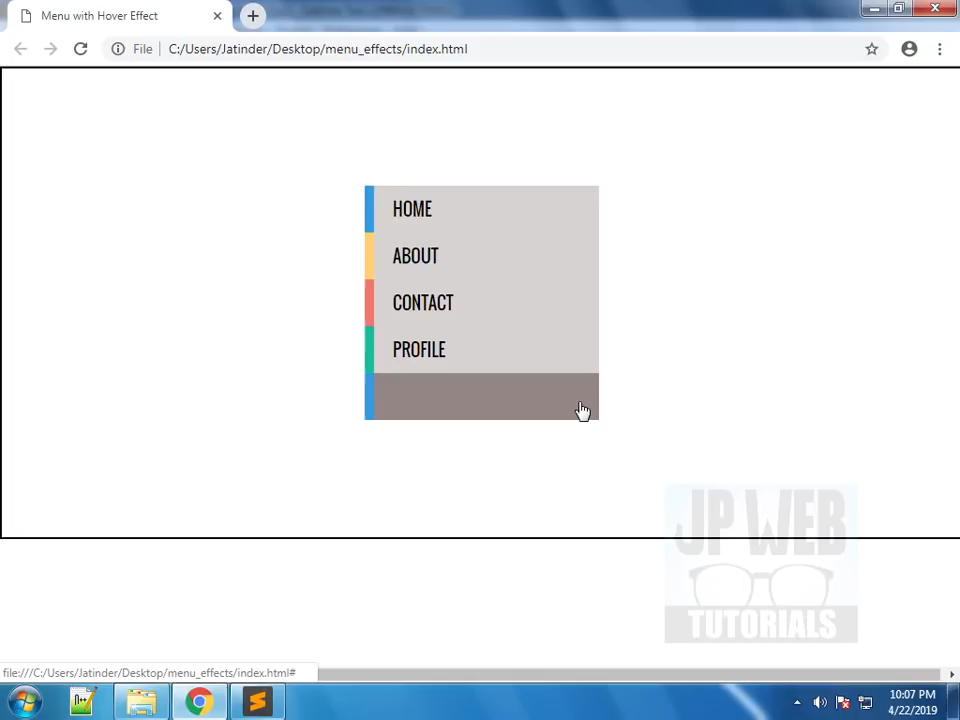 Menu with Hover Effect
File
C:/Users/Jatinder/Desktop/menu_effects/index.html
HOME
ABOUT
CONTACT
PROFILE
JP WEB
TUTORIALS
file:///C:/Users/Jatinder/Desktop/menu_effects/index.html#
10:07 PM
4/22/2019